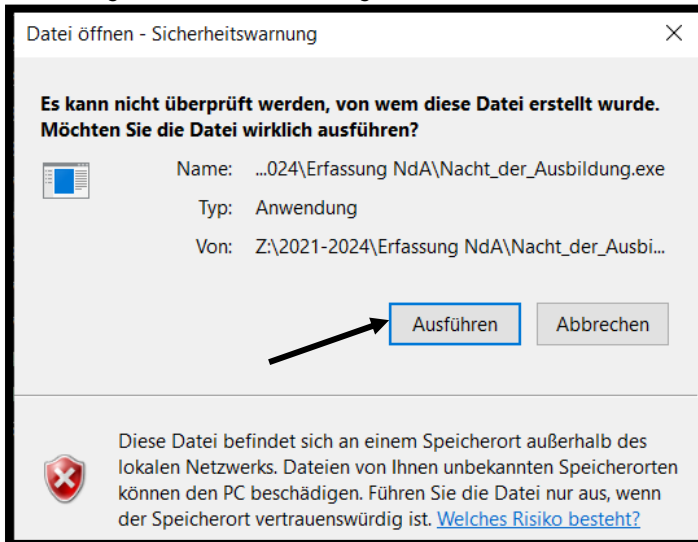 Datei öffnen - Sicherheitswarnung
Es kann nicht überprüft werden, von wem diese Datei erstellt wurde.
Möchten Sie die Datei wirklich ausführen?
Name: ...024\Erfassung NdA\Nacht_der_Ausbildung.exe
Typ: Anwendung
Von: Z:\2021-2024\Erfassung NdA\Nacht_der_Ausbi...
Ausführen Abbrechen
Diese Datei befindet sich an einem Speicherort außerhalb des
lokalen Netzwerks. Dateien von Ihnen unbekannten Speicherorten
können den PC beschädigen. Führen Sie die Datei nur aus, wenn
der Speicherort vertrauenswürdig ist. Welches Risiko besteht?